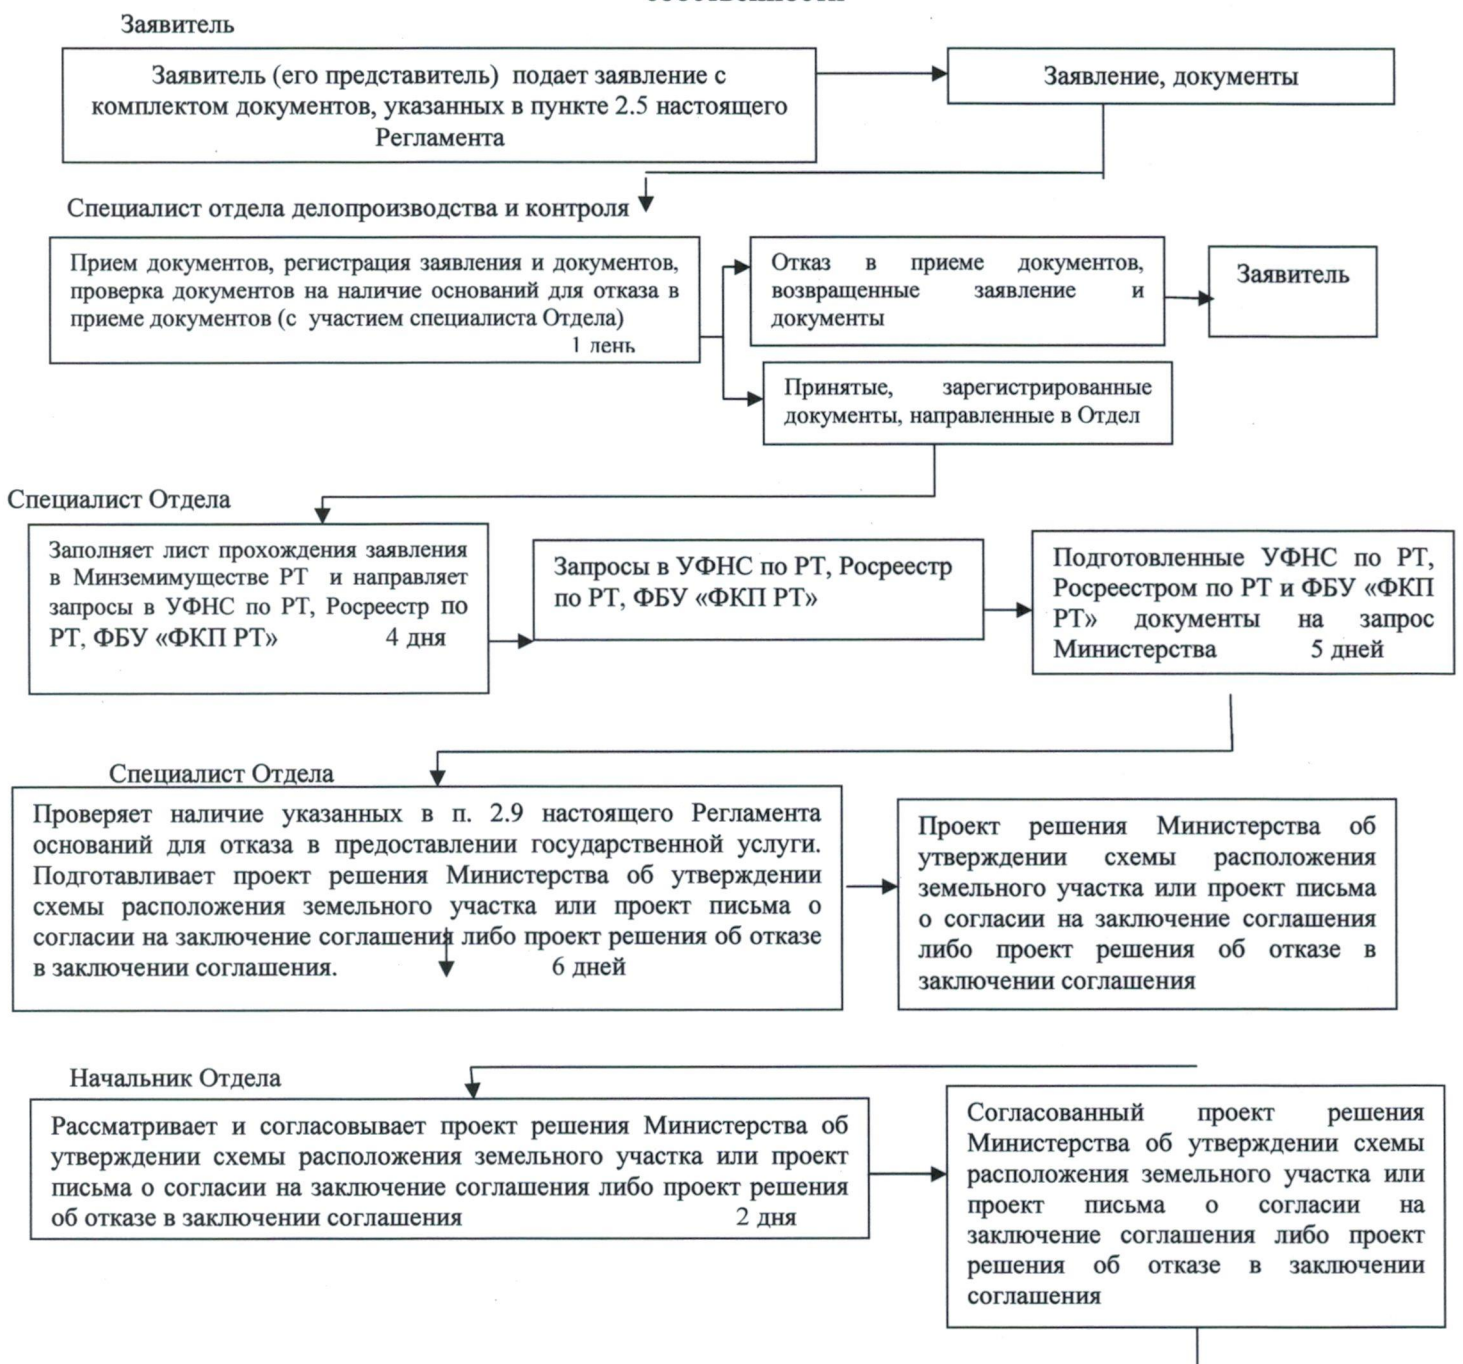 Заявитель
Заявитель (его представитель) подает заявление с
комплектом документов, указанных в пункте 2.5 настоящего
Регламента
Заявление, документы
Специалист отдела делопроизводства и контроля
Прием документов, регистрация заявления и документов,
проверка документов на наличие оснований для отказа в
приеме документов (с участием специалиста Отдела)
1 день
Отказ в приеме документов,
возвращенные заявление и
документы
Заявитель
Принятые, зарегистрированные
документы, направленные в Отдел
Специалист Отдела
Заполняет лист прохождения заявления
в Минземимуществе РТ и направляет
запросы в УФНС по РТ, Росреестр по
РТ, ФБУ «ФКП РТ» 4 дня
Запросы в УФНС по РТ, Росреестр
по РТ, ФБУ «ФКП РТ»
Подготовленные УФНС по РТ,
Росреестром по РТ и ФБУ «ФКП
РТ» документы на запрос
Министерства 5 дней
Специалист Отдела
Проверяет наличие указанных в п. 2.9 настоящего Регламента
оснований для отказа в предоставлении государственной услуги.
Подготавливает проект решения Министерства об утверждении
схемы расположения земельного участка или проект письма о
согласии на заключение соглашения либо проект решения об отказе
в заключении соглашения. 6 дней
Проект решения Министерства об
утверждении схемы расположения
земельного участка или проект письма
о согласии на заключение соглашения
либо проект решения об отказе в
заключении соглашения
Начальник Отдела
Рассматривает и согласовывает проект решения Министерства об
утверждении схемы расположения земельного участка или проект
письма о согласии на заключение соглашения либо проект решения
об отказе в заключении соглашения 2 дня
Согласованный проект решения
Министерства об утверждении схемы
расположения земельного участка или
проект письма о согласии на
заключение соглашения либо проект
решения об отказе в заключении
соглашения